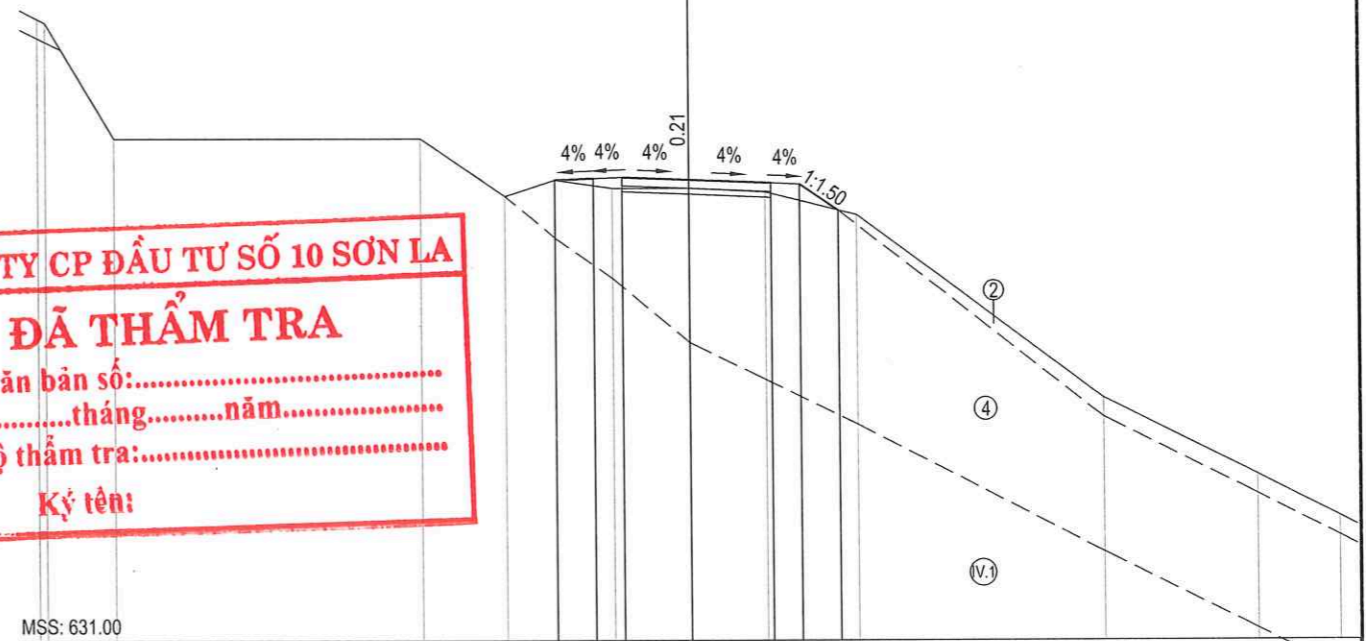 0.21
4% 4% 4% 4% 4%
1:1.50
TY CP ĐẦU TƯ SỐ 10 SƠN LA
ĐÃ THẨM TRA
ăn bản số:..........................................
...........tháng..........năm......................
ộ thẩm tra:..........................................
Ký tên:
2
4
IV.1
MSS: 631.00